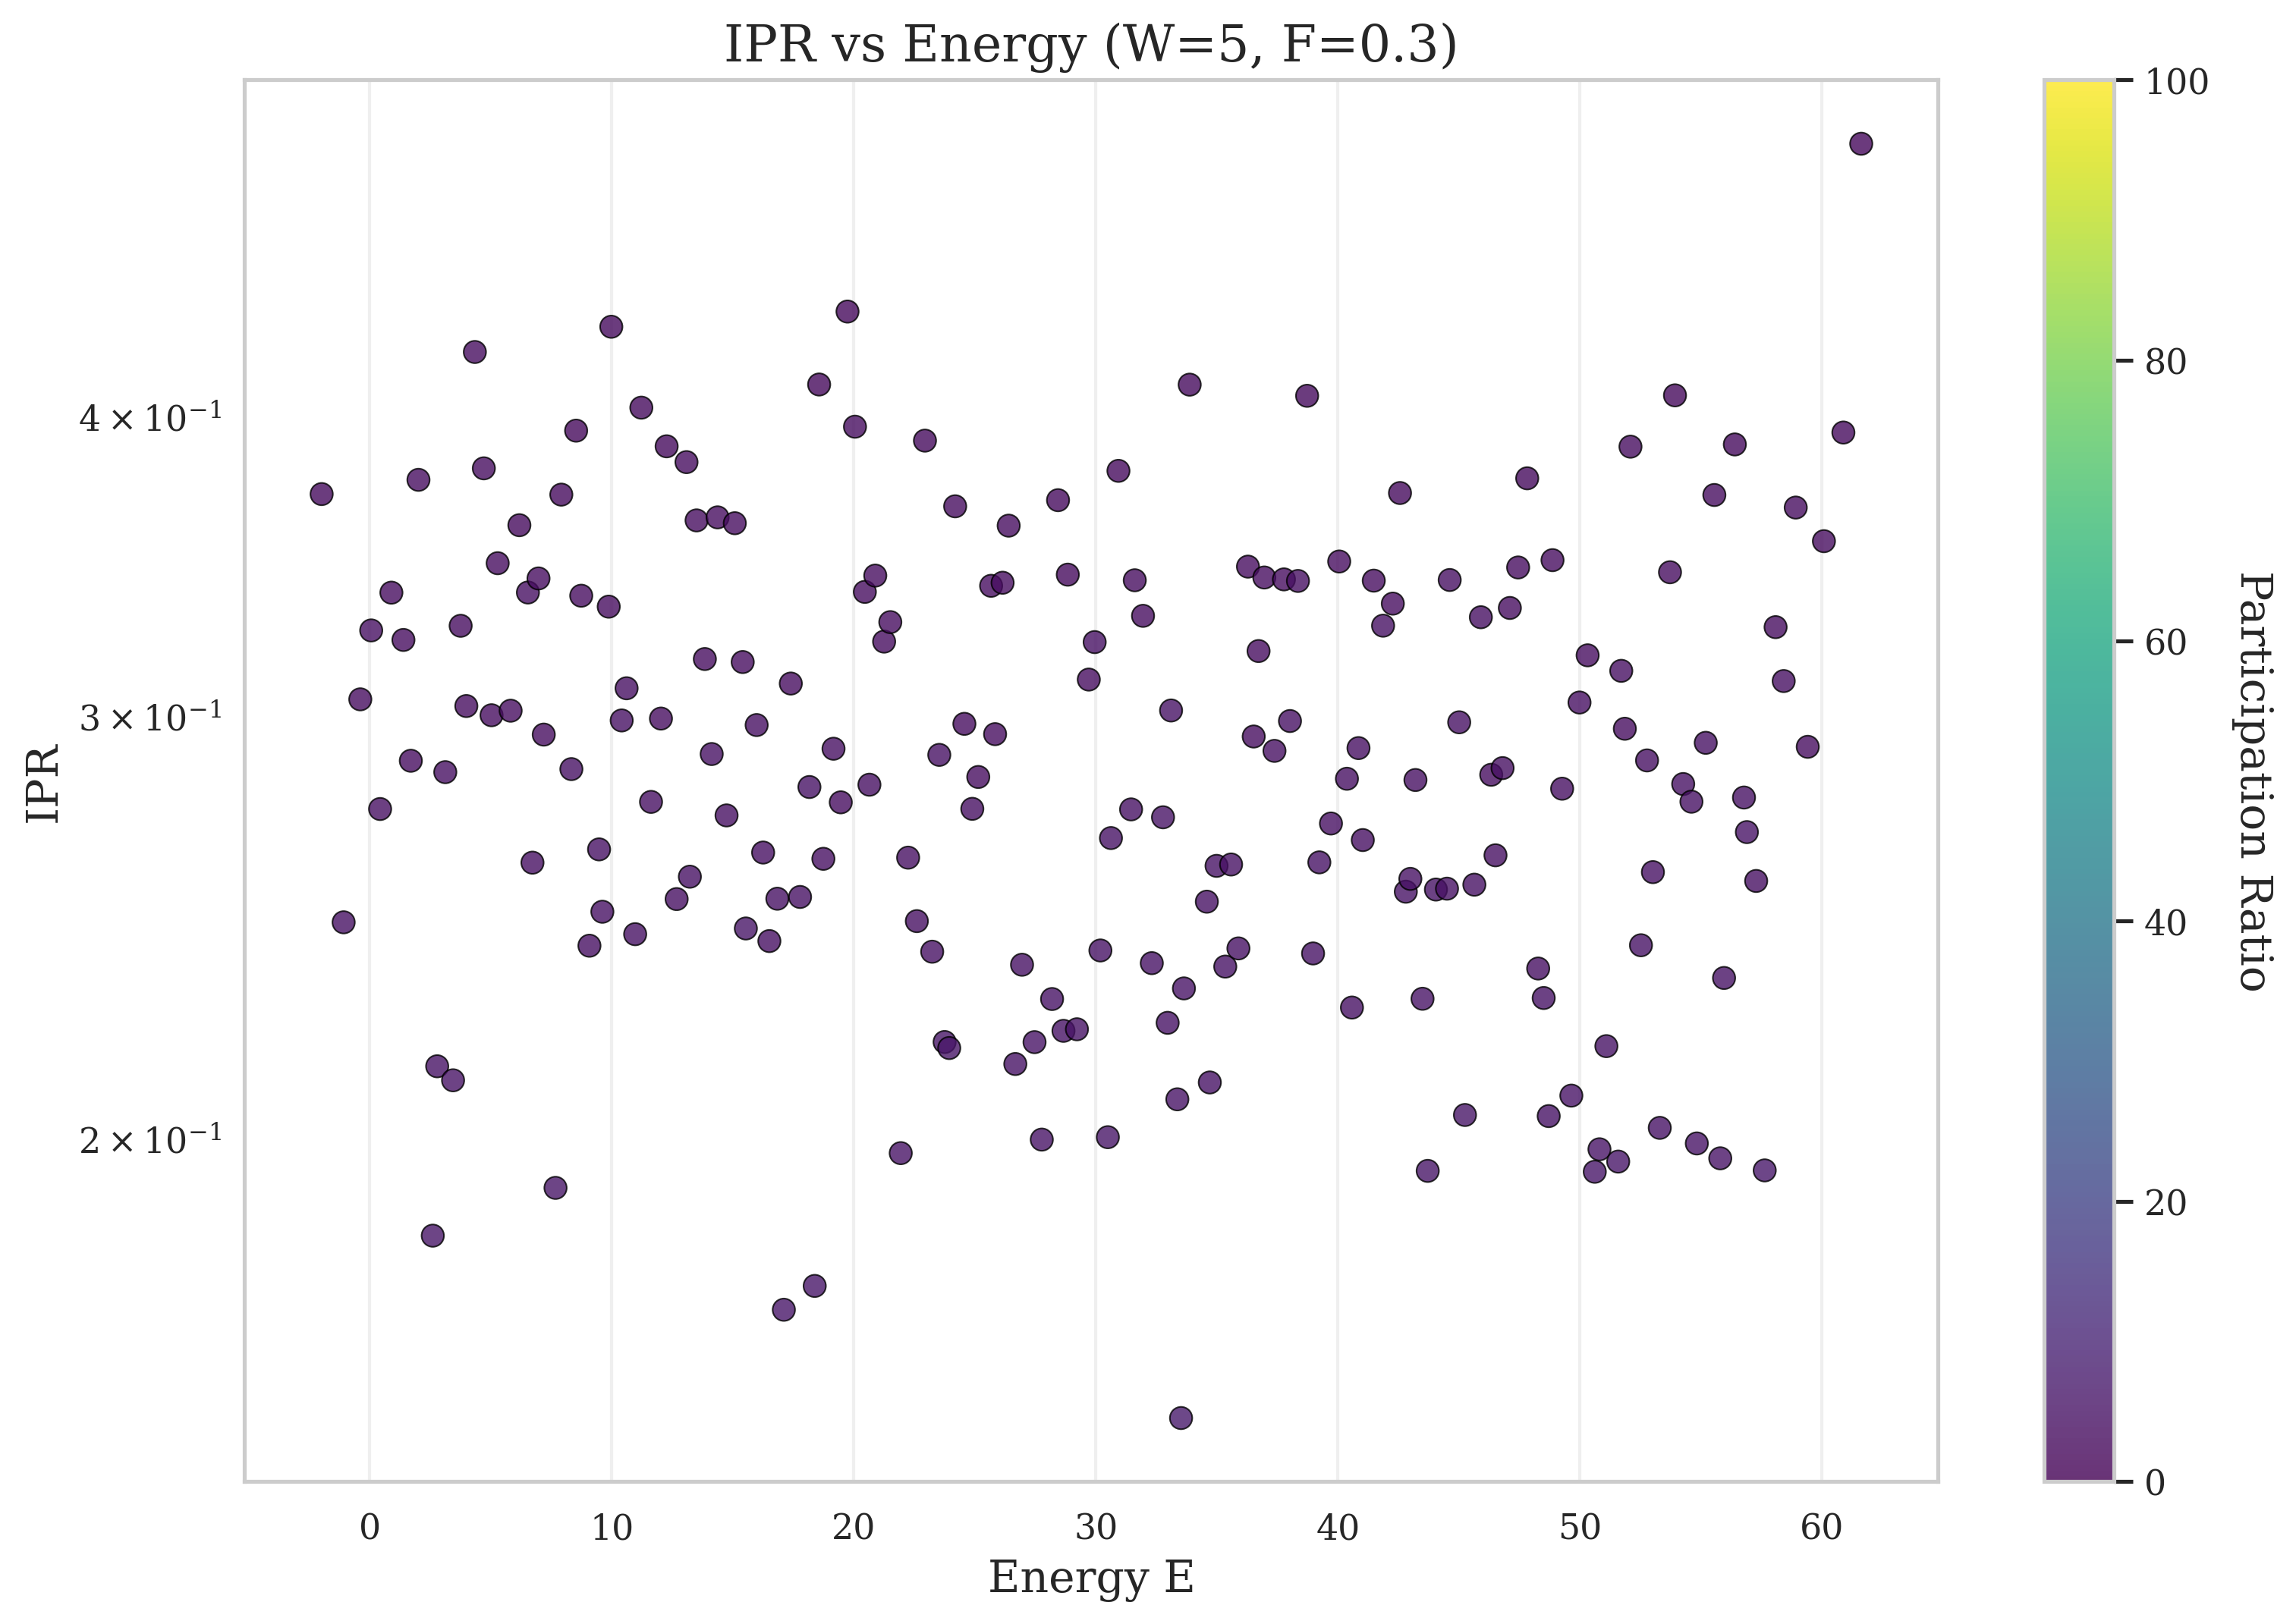 IPR vs Energy (W=5, F=0.3)
IPR
4×10⁻¹
3×10⁻¹
2×10⁻¹
0 10 20 30 40 50 60
Energy E
100
80
60
40
20
0
Participation Ratio